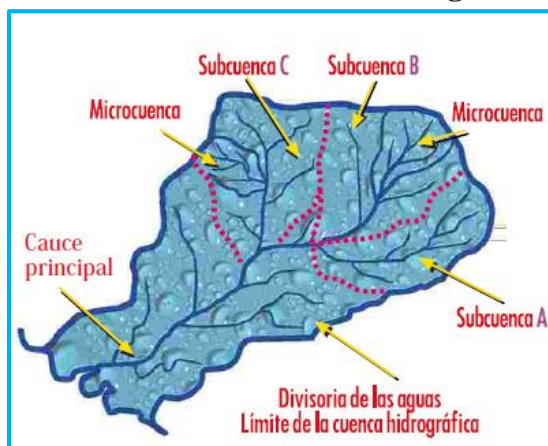 Subcuenca C
Subcuenca B
Microcuenca
Microcuenca
Cauce
principal
Subcuenca A
Divisoria de las aguas
Límite de la cuenca hidrográfica